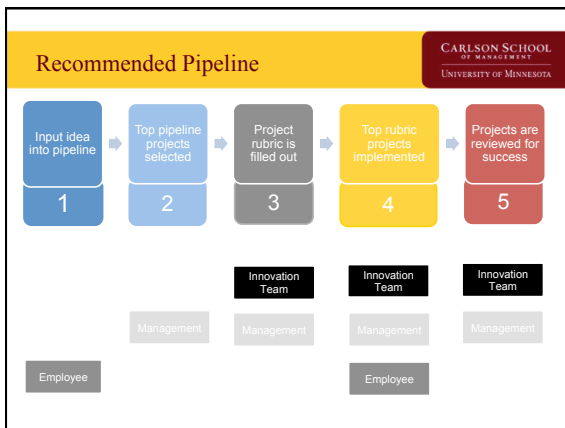 Recommended Pipeline
CARLSON SCHOOL
OF MANAGEMENT
UNIVERSITY OF MINNESOTA
Input idea
into pipeline
Top pipeline
projects
selected
Project
rubric is
filled out
Top rubric
projects
implemented
Projects are
reviewed for
success
1
2
3
4
5
Innovation
Team
Innovation
Team
Innovation
Team
Management
Management
Management
Management
Employee
Employee